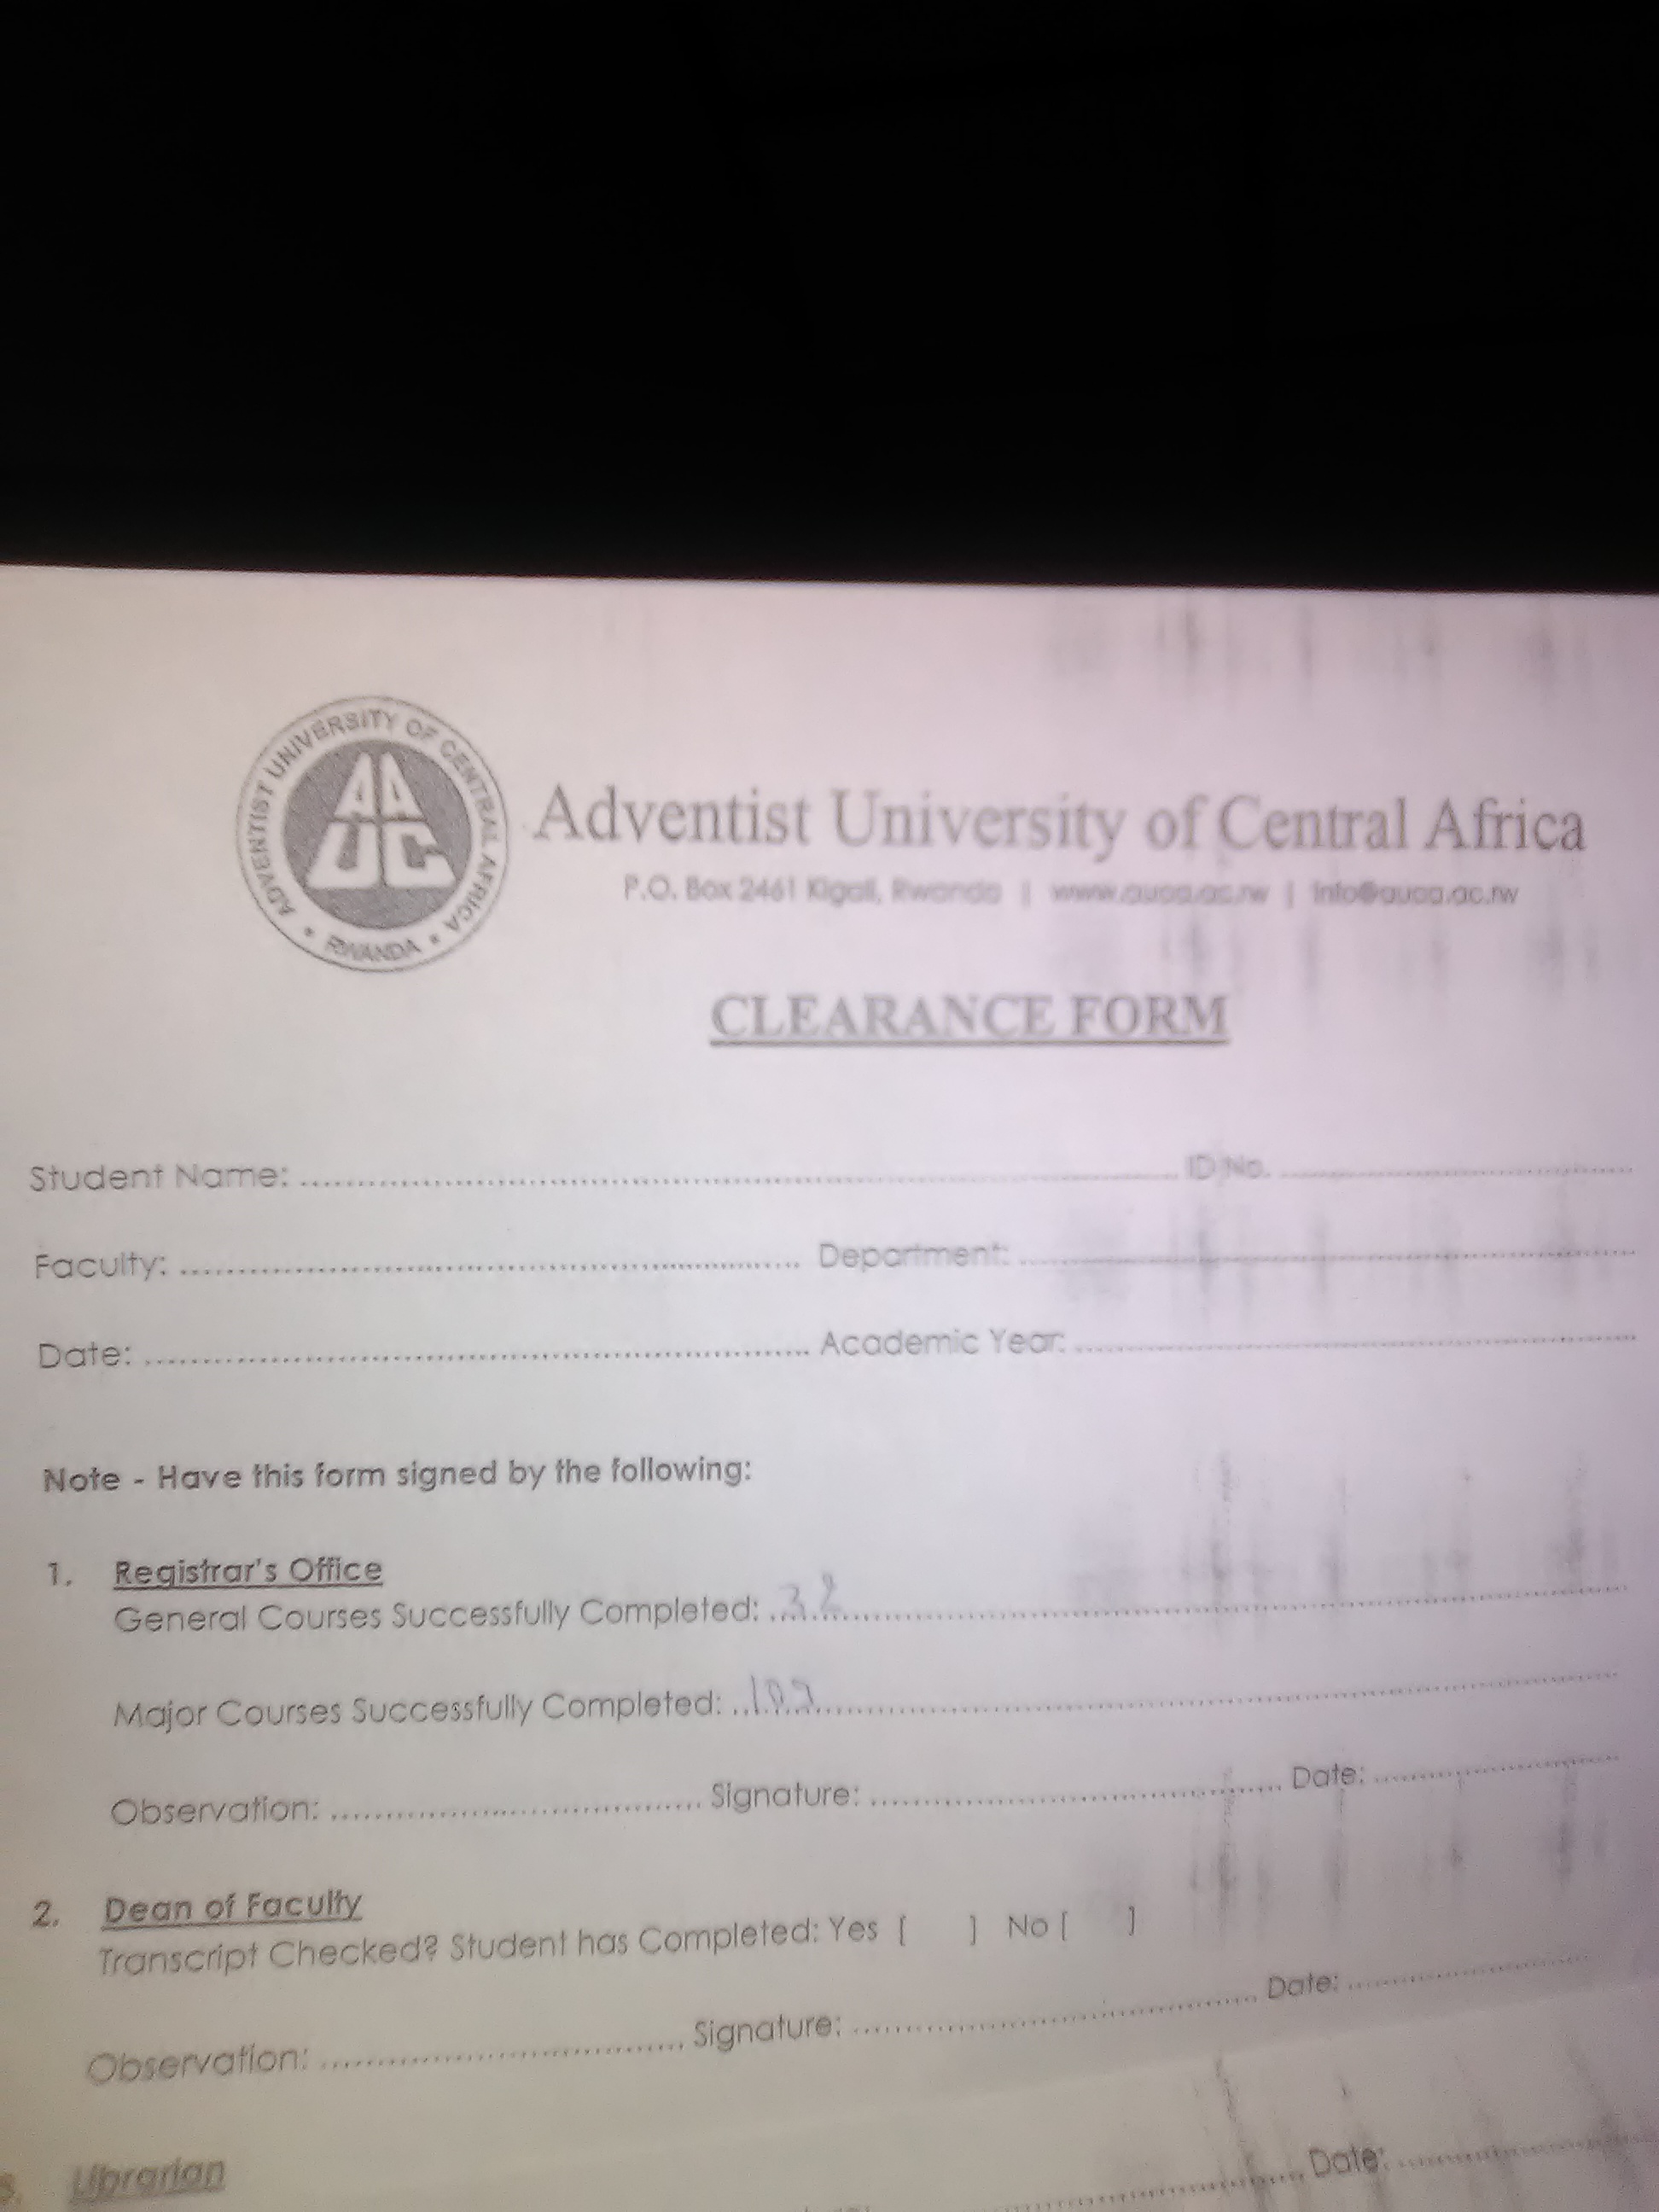 ADVENTIST UNIVERSITY OF CENTRAL AFRICA
• RWANDA •
AAUC
Adventist University of Central Africa
P.O. Box 2461 Kigali, Rwanda | www.auca.ac.rw | info@auca.ac.rw
CLEARANCE FORM
Student Name: ........................ ID No. ........................
Faculty: ........................ Department: ........................
Date: ........................ Academic Year: ........................
Note - Have this form signed by the following:
1. Registrar's Office
General Courses Successfully Completed: ...32........................
Major Courses Successfully Completed: ...102........................
Observation: ........................ Signature: ........................ Date: ........................
2. Dean of Faculty
Transcript Checked? Student has Completed: Yes [ ] No [ ]
Observation: ........................ Signature: ........................ Date: ........................
3. Librarian
Date: ........................